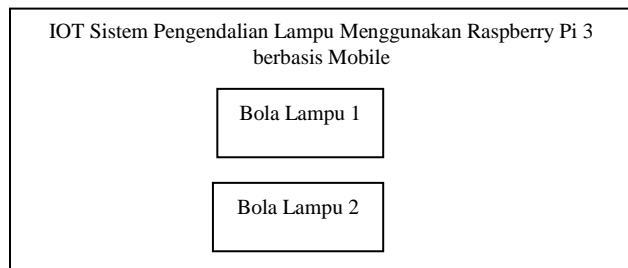 IOT Sistem Pengendalian Lampu Menggunakan Raspberry Pi 3
berbasis Mobile
Bola Lampu 1
Bola Lampu 2